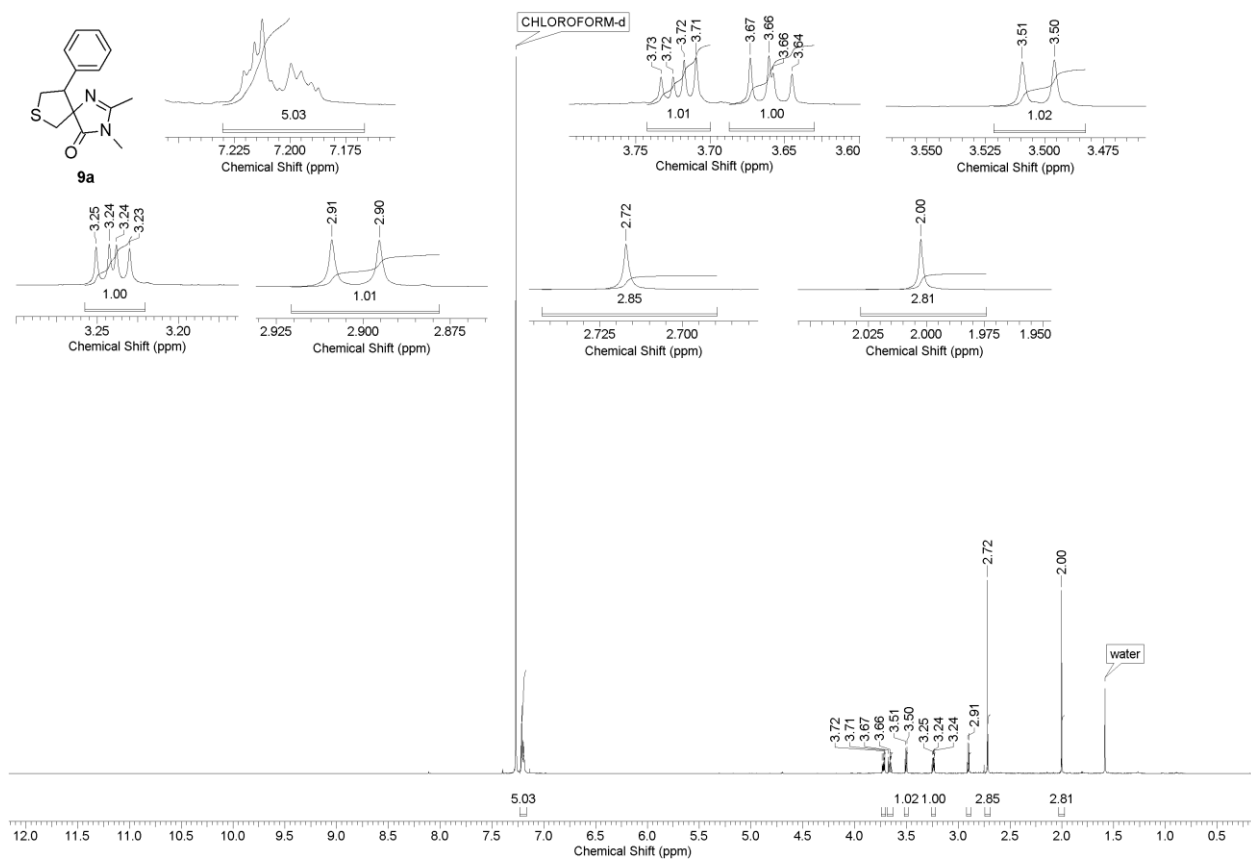 CHLOROFORM-d
N
S
N
O
9a
5.03
7.225 7.200 7.175
Chemical Shift (ppm)
3.73
3.72
3.72
3.71
3.67
3.66
3.66
3.64
1.01 1.00
3.75 3.70 3.65 3.60
Chemical Shift (ppm)
3.51
3.50
1.02
3.550 3.525 3.500 3.475
Chemical Shift (ppm)
3.25
3.24
3.24
3.23
1.00
3.25 3.20
Chemical Shift (ppm)
2.91
2.90
1.01
2.925 2.900 2.875
Chemical Shift (ppm)
2.72
2.85
2.725 2.700
Chemical Shift (ppm)
2.00
2.81
2.025 2.000 1.975 1.950
Chemical Shift (ppm)
water
3.72
3.71
3.67
3.66
3.51
3.50
3.25
3.24
3.24
2.91
2.72
2.00
5.03 1.02 1.00 2.85 2.81
12.0 11.5 11.0 10.5 10.0 9.5 9.0 8.5 8.0 7.5 7.0 6.5 6.0 5.5 5.0 4.5 4.0 3.5 3.0 2.5 2.0 1.5 1.0 0.5
Chemical Shift (ppm)